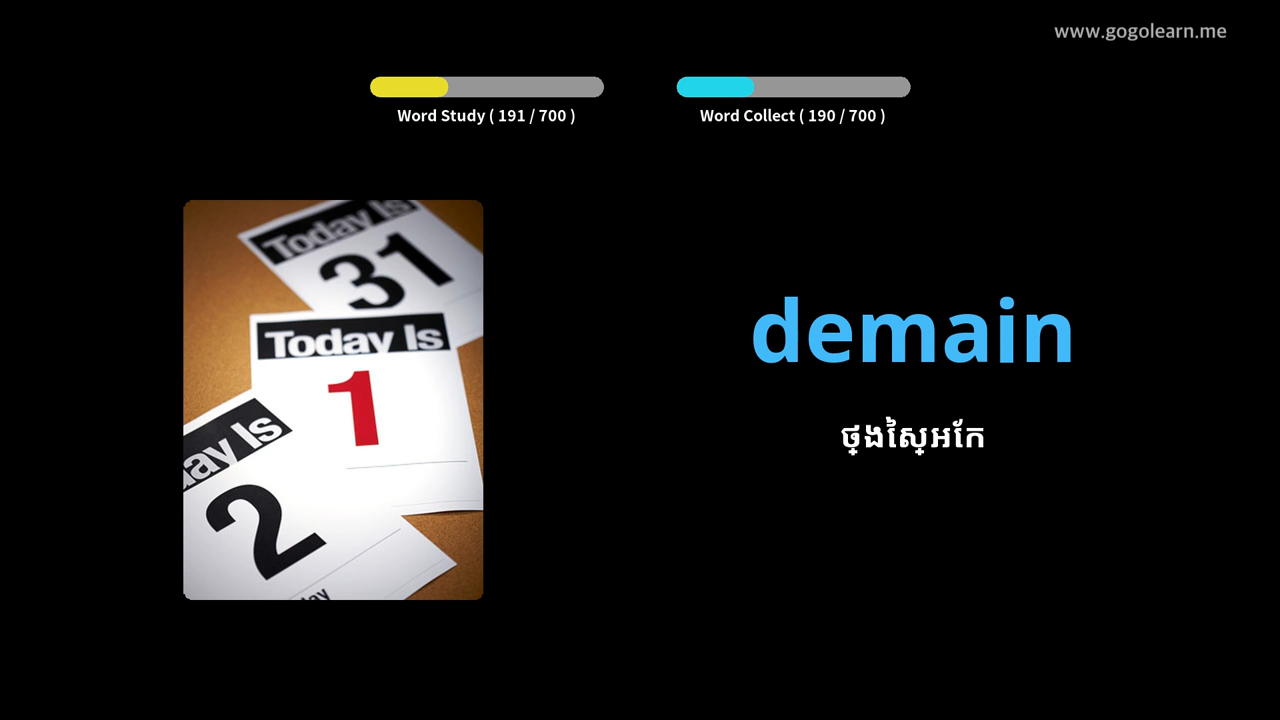 www.gogolearn.me
Word Study ( 191 / 700 )
Word Collect ( 190 / 700 )
Today Is
31
Today Is
1
ay Is
2
demain
ថ្ងៃស្អែក